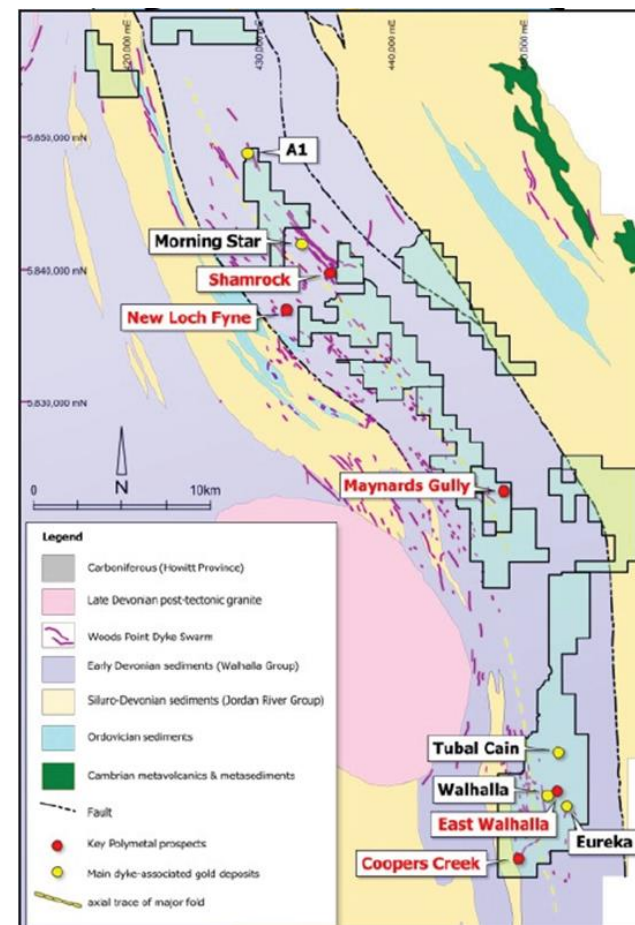 420,000 mE
430,000 mE
440,000 mE
5,850,000 mN
A1
Morning Star
5,840,000 mN
Shamrock
New Loch Fyne
5,830,000 mN
Maynards Gully
0
N
10km
Legend
Carboniferous (Howitt Province)
Late Devonian post-tectonic granite
Woods Point Dyke Swarm
Early Devonian sediments (Walhalla Group)
Siluro-Devonian sediments (Jordan River Group)
Ordovician sediments
Cambrian metavolcanics & metasediments
Fault
Key Polymetal prospects
Main dyke-associated gold deposits
axial trace of major fold
Tubal Cain
Walhalla
East Walhalla
Eureka
Coopers Creek